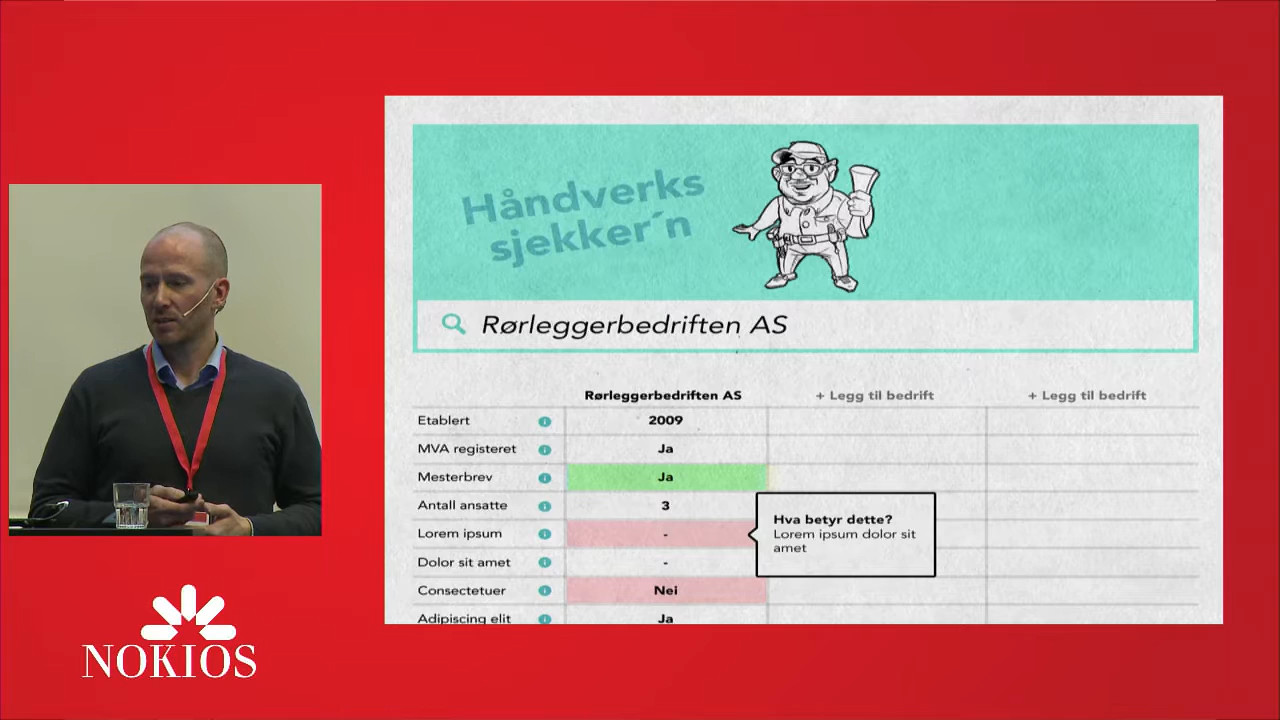 Håndverks
sjekker´n
Rørleggerbedriften AS
Rørleggerbedriften AS + Legg til bedrift + Legg til bedrift
Etablert 2009
MVA registeret Ja
Mesterbrev Ja
Antall ansatte 3
Lorem ipsum -
Dolor sit amet -
Consectetuer Nei
Adipiscing elit Ja
Hva betyr dette?
Lorem ipsum dolor sit
amet
NOKIOS